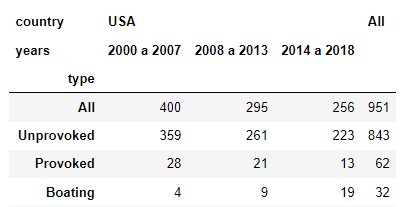 country USA All
years 2000 a 2007 2008 a 2013 2014 a 2018
type
All 400 295 256 951
Unprovoked 359 261 223 843
Provoked 28 21 13 62
Boating 4 9 19 32